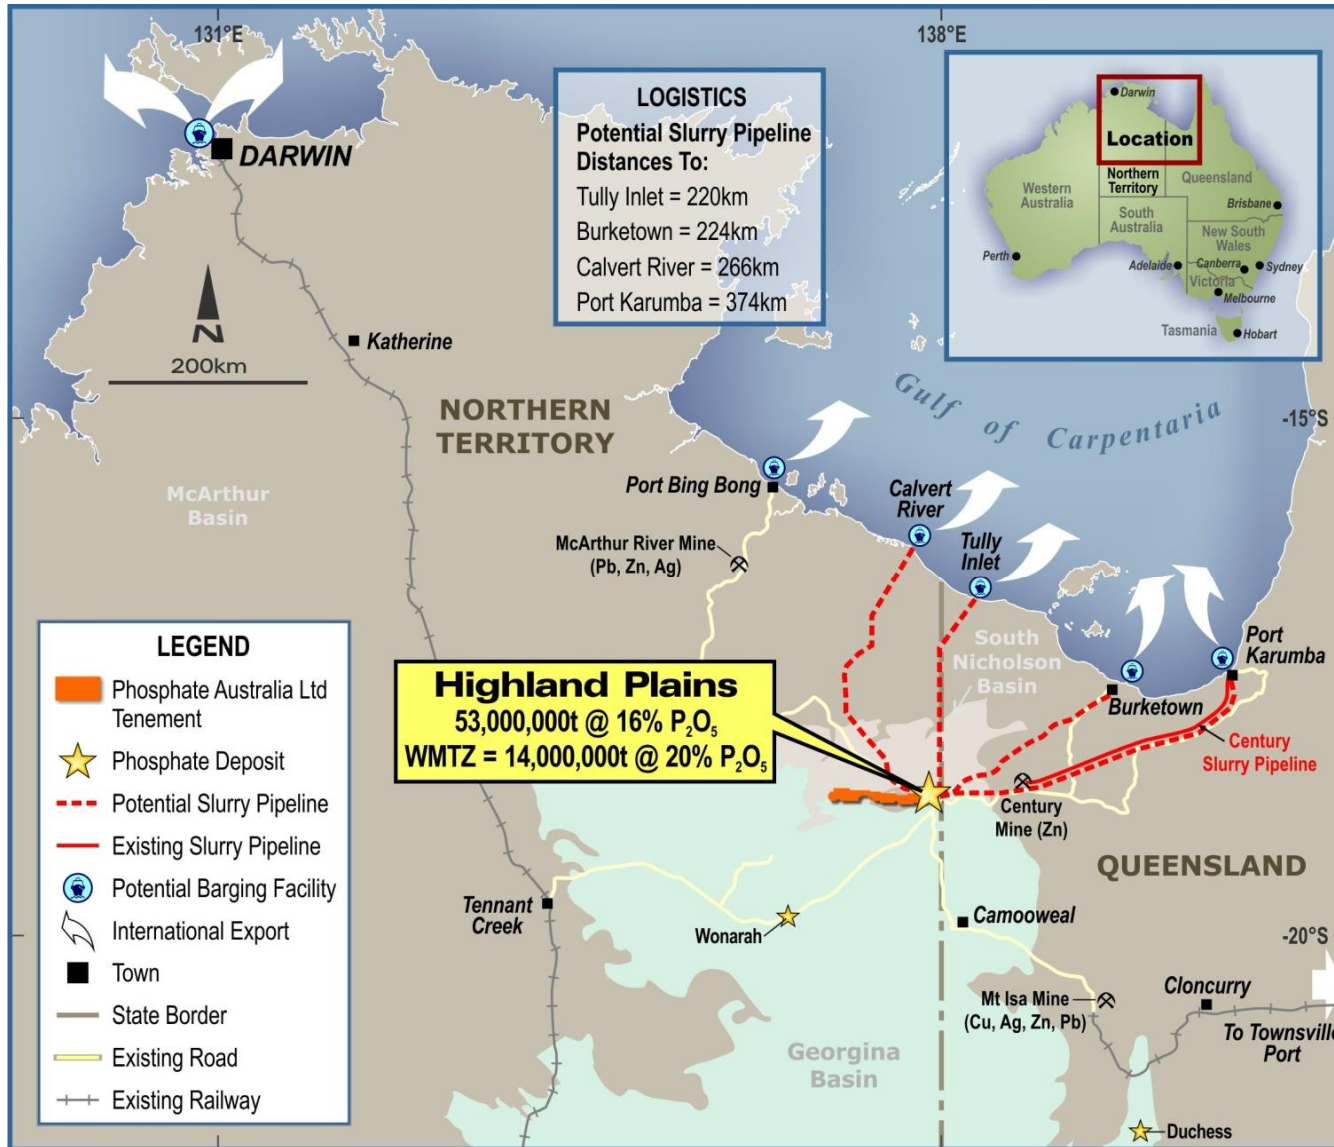 131°E
138°E
DARWIN
LOGISTICS
Potential Slurry Pipeline
Distances To:
Tully Inlet = 220km
Burketown = 224km
Calvert River = 266km
Port Karumba = 374km
Darwin
Location
Northern
Territory
Western
Australia
Queensland
South
Australia
Brisbane
New South
Wales
Perth
Adelaide
Canberra
Sydney
Victoria
Melbourne
Tasmania
Hobart
N
200km
Katherine
NORTHERN
TERRITORY
Gulf of Carpentaria
-15°S
McArthur
Basin
Port Bing Bong
Calvert
River
Tully
Inlet
McArthur River Mine
(Pb, Zn, Ag)
South
Nicholson
Basin
Port
Karumba
Burketown
Century
Slurry Pipeline
Highland Plains
53,000,000t @ 16% P₂O₅
WMTZ = 14,000,000t @ 20% P₂O₅
Century
Mine (Zn)
QUEENSLAND
LEGEND
Phosphate Australia Ltd
Tenement
Phosphate Deposit
Potential Slurry Pipeline
Existing Slurry Pipeline
Potential Barging Facility
International Export
Town
State Border
Existing Road
Existing Railway
Tennant
Creek
Wonarah
Camooweal
-20°S
Mt Isa Mine
(Cu, Ag, Zn, Pb)
Cloncurry
To Townsville
Port
Georgina
Basin
Duchess